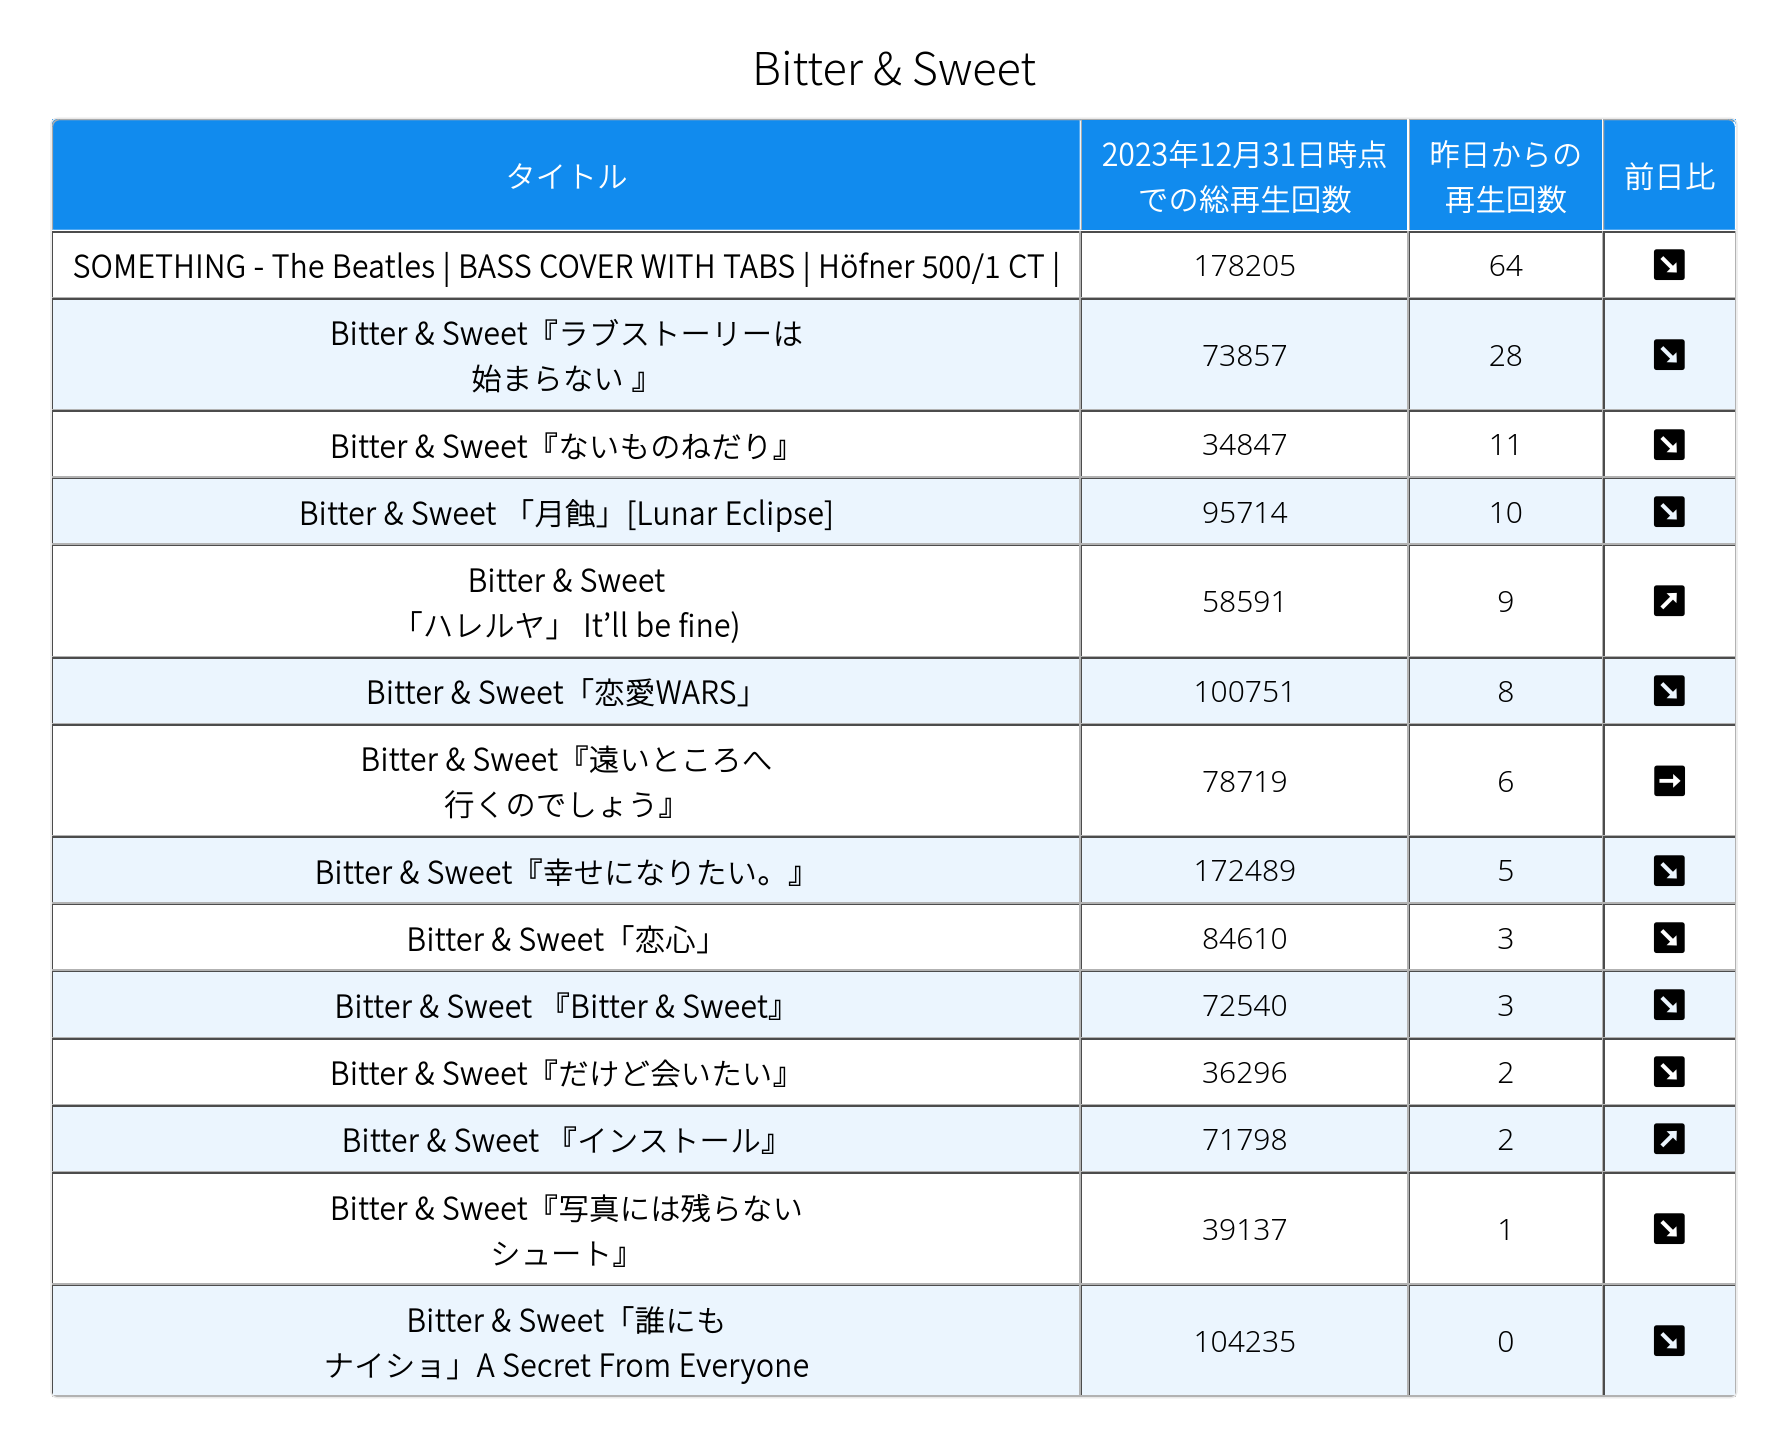 Bitter & Sweet
タイトル
2023年12月31日時点
での総再生回数
昨日からの
再生回数
前日比
SOMETHING - The Beatles | BASS COVER WITH TABS | Höfner 500/1 CT |
178205
64
Bitter & Sweet『ラブストーリーは
始まらない 』
73857
28
Bitter & Sweet『ないものねだり』
34847
11
Bitter & Sweet 「月蝕」[Lunar Eclipse]
95714
10
Bitter & Sweet
「ハレルヤ」 It’ll be fine)
58591
9
Bitter & Sweet「恋愛WARS」
100751
8
Bitter & Sweet『遠いところへ
行くのでしょう』
78719
6
Bitter & Sweet『幸せになりたい。』
172489
5
Bitter & Sweet「恋心」
84610
3
Bitter & Sweet 『Bitter & Sweet』
72540
3
Bitter & Sweet『だけど会いたい』
36296
2
Bitter & Sweet 『インストール』
71798
2
Bitter & Sweet『写真には残らない
シュート』
39137
1
Bitter & Sweet「誰にも
ナイショ」A Secret From Everyone
104235
0